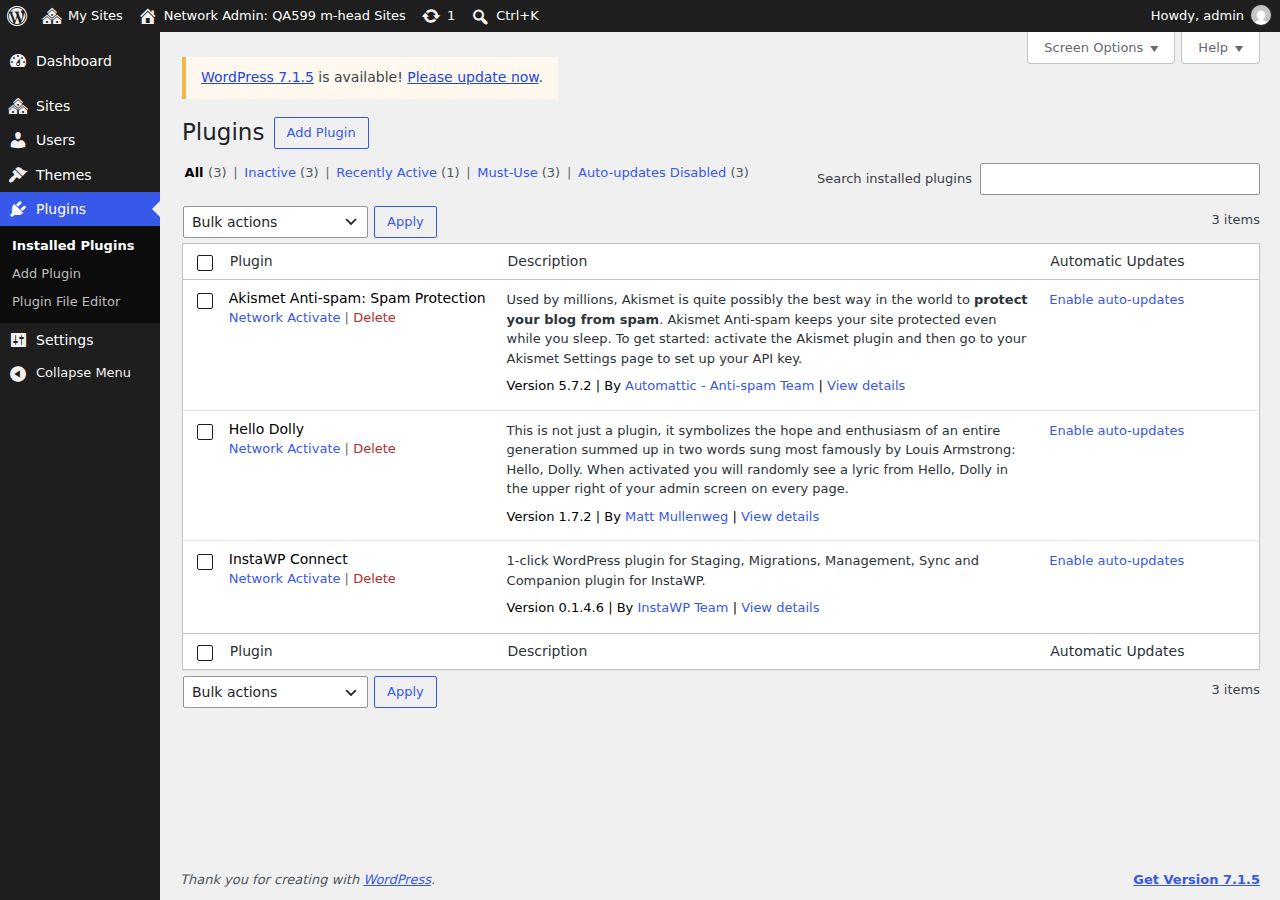 My Sites Network Admin: QA599 m-head Sites 1 Ctrl+K Howdy, admin
Screen Options Help
Dashboard
Sites
Users
Themes
Plugins
Installed Plugins
Add Plugin
Plugin File Editor
Settings
Collapse Menu
WordPress 7.1.5 is available! Please update now.
Plugins Add Plugin
All (3) | Inactive (3) | Recently Active (1) | Must-Use (3) | Auto-updates Disabled (3)
Search installed plugins
Bulk actions Apply 3 items
Plugin Description Automatic Updates
Akismet Anti-spam: Spam Protection
Network Activate | Delete
Used by millions, Akismet is quite possibly the best way in the world to protect
your blog from spam. Akismet Anti-spam keeps your site protected even
while you sleep. To get started: activate the Akismet plugin and then go to your
Akismet Settings page to set up your API key.
Version 5.7.2 | By Automattic - Anti-spam Team | View details
Enable auto-updates
Hello Dolly
Network Activate | Delete
This is not just a plugin, it symbolizes the hope and enthusiasm of an entire
generation summed up in two words sung most famously by Louis Armstrong:
Hello, Dolly. When activated you will randomly see a lyric from Hello, Dolly in
the upper right of your admin screen on every page.
Version 1.7.2 | By Matt Mullenweg | View details
Enable auto-updates
InstaWP Connect
Network Activate | Delete
1-click WordPress plugin for Staging, Migrations, Management, Sync and
Companion plugin for InstaWP.
Version 0.1.4.6 | By InstaWP Team | View details
Enable auto-updates
Plugin Description Automatic Updates
Bulk actions Apply 3 items
Thank you for creating with WordPress. Get Version 7.1.5